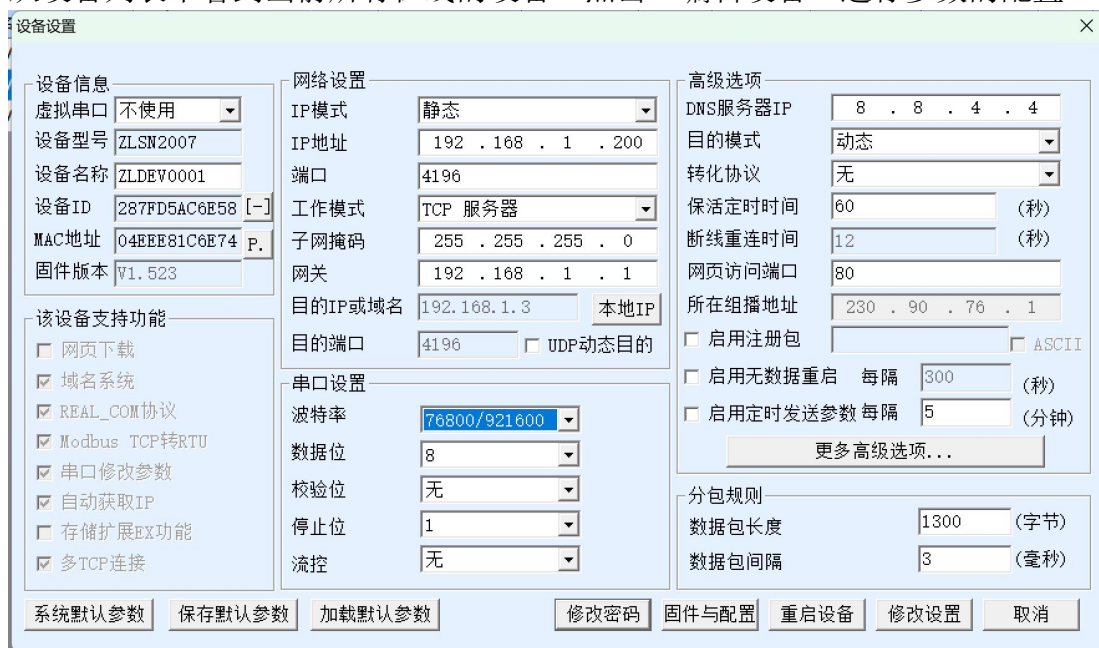 设备设置
设备信息
虚拟串口 不使用
设备型号 ZLSN2007
设备名称 ZLDEV0001
设备ID 287FD5AC6E58 [-]
MAC地址 04EEE81C6E74 P.
固件版本 V1.523
该设备支持功能
网页下载
域名系统
REAL_COM协议
Modbus TCP转RTU
串口修改参数
自动获取IP
存储扩展EX功能
多TCP连接
网络设置
IP模式 静态
IP地址 192 . 168 . 1 . 200
端口 4196
工作模式 TCP 服务器
子网掩码 255 . 255 . 255 . 0
网关 192 . 168 . 1 . 1
目的IP或域名 192.168.1.3 本地IP
目的端口 4196 UDP动态目的
串口设置
波特率 76800/921600
数据位 8
校验位 无
停止位 1
流控 无
高级选项
DNS服务器IP 8 . 8 . 4 . 4
目的模式 动态
转化协议 无
保活定时时间 60 (秒)
断线重连时间 12 (秒)
网页访问端口 80
所在组播地址 230 . 90 . 76 . 1
启用注册包 ASCII
启用无数据重启 每隔 300 (秒)
启用定时发送参数 每隔 5 (分钟)
更多高级选项...
分包规则
数据包长度 1300 (字节)
数据包间隔 3 (毫秒)
系统默认参数 保存默认参数 加载默认参数 修改密码 固件与配置 重启设备 修改设置 取消